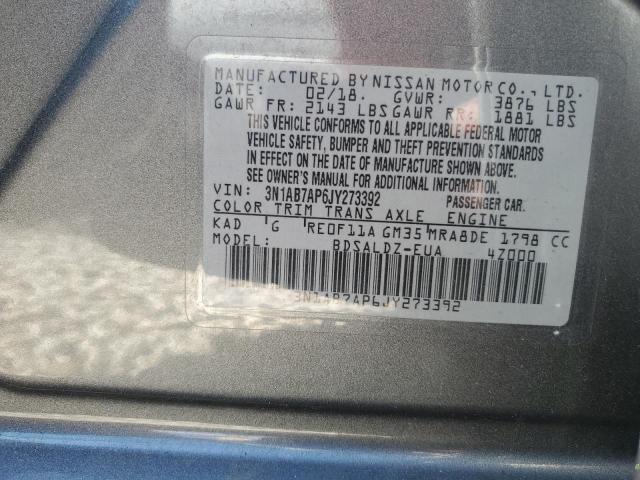 MANUFACTURED BY NISSAN MOTOR CO., LTD.
DATE: 02/18. GVWR: 3876 LBS
GAWR FR: 2143 LBS GAWR RR: 1881 LBS
THIS VEHICLE CONFORMS TO ALL APPLICABLE FEDERAL MOTOR
VEHICLE SAFETY, BUMPER AND THEFT PREVENTION STANDARDS
IN EFFECT ON THE DATE OF MANUFACTURE SHOWN ABOVE.
SEE OWNER'S MANUAL FOR ADDITIONAL INFORMATION.
VIN: 3N1AB7AP6JY273392 PASSENGER CAR.
COLOR TRIM TRANS AXLE ENGINE
KAD G RE0F11A GM35 MRA8DE 1798 CC
MODEL: BDSALDZ-EUA 4Z000
3N1AB7AP6JY273392